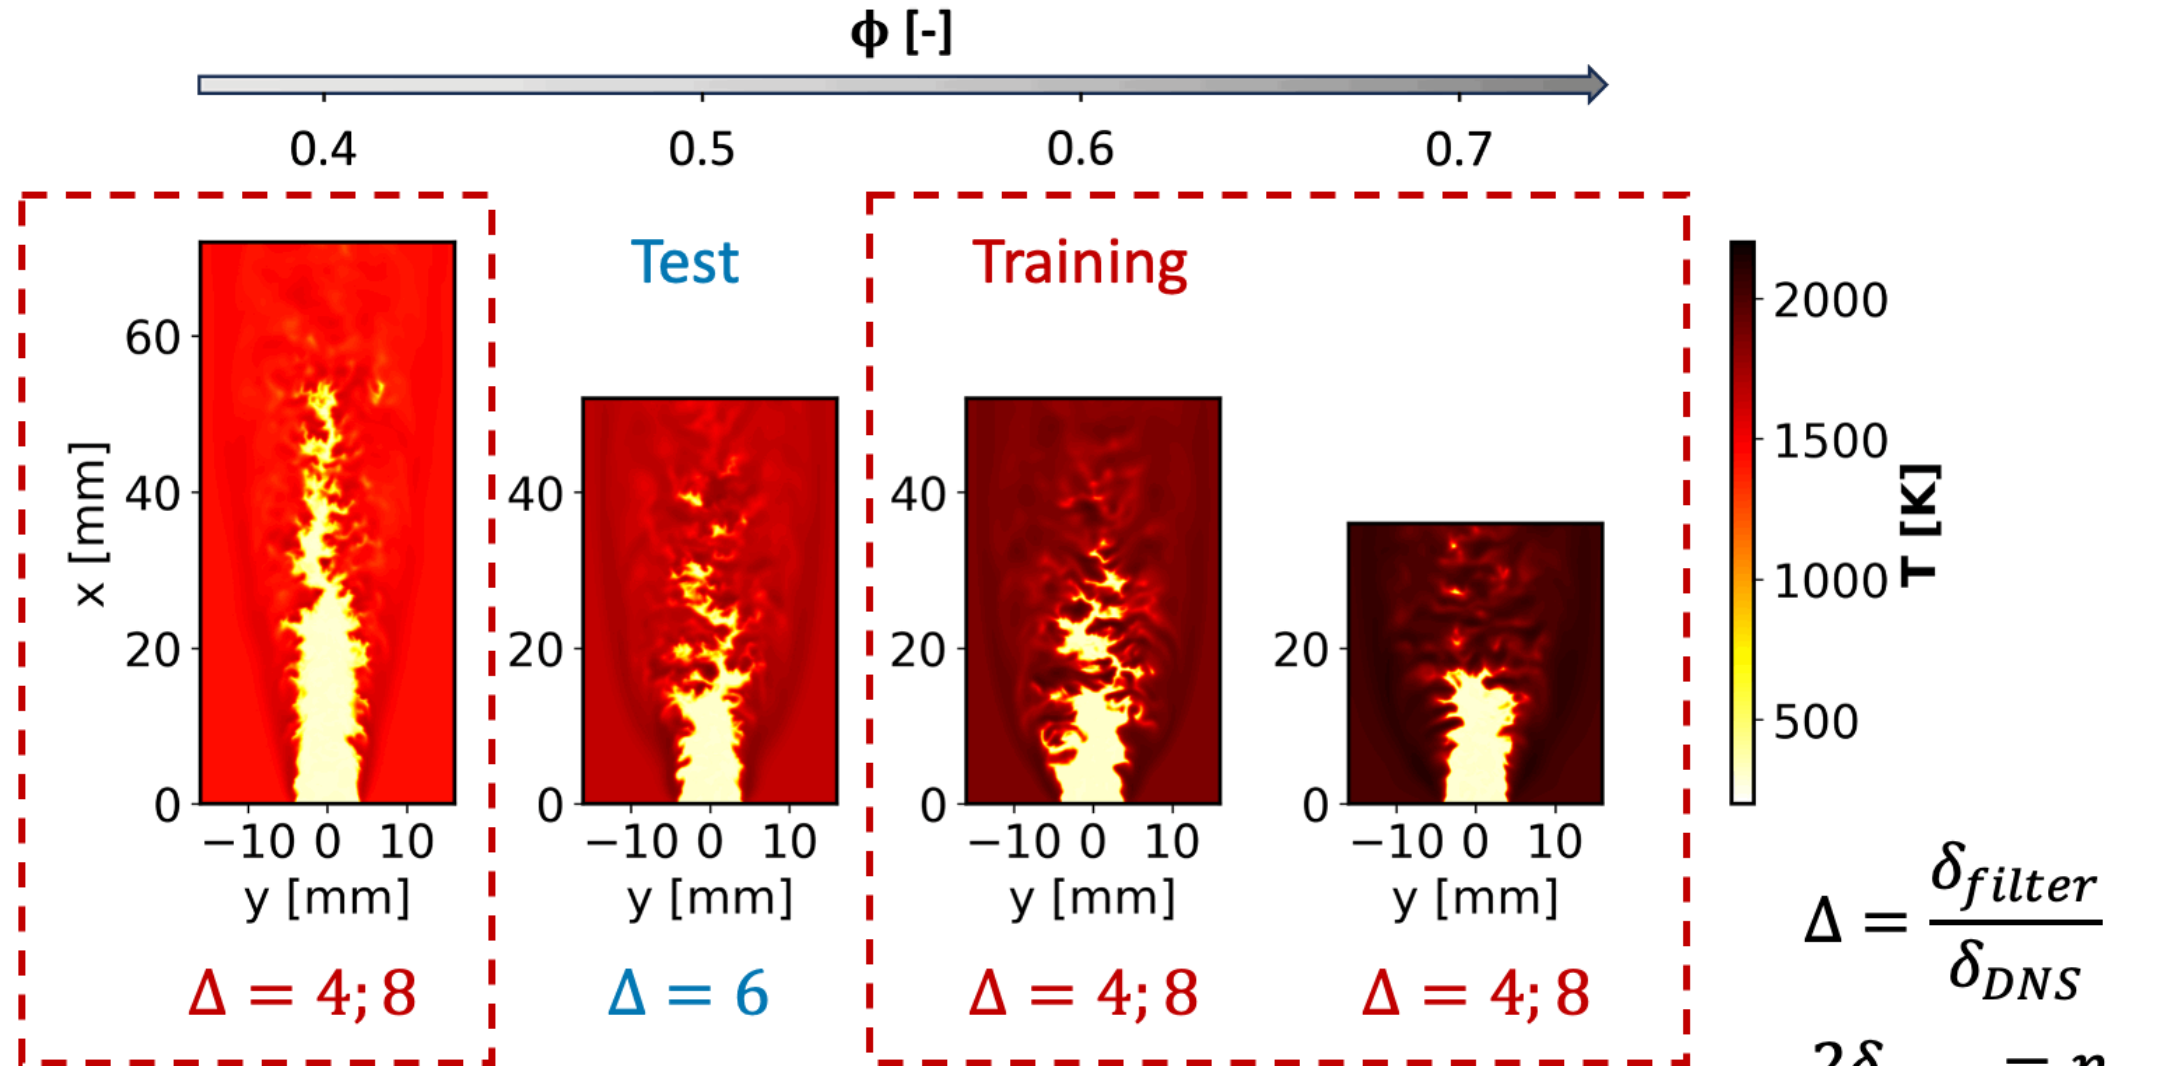 ϕ [-]
0.4 0.5 0.6 0.7
Test Training
x [mm]
60
40
20
0
−10 0 10
y [mm]
Δ = 4; 8
40
20
0
−10 0 10
y [mm]
Δ = 6
40
20
0
−10 0 10
y [mm]
Δ = 4; 8
20
0
−10 0 10
y [mm]
Δ = 4; 8
2000
1500
1000
500
T [K]
Δ = δ_filter / δ_DNS